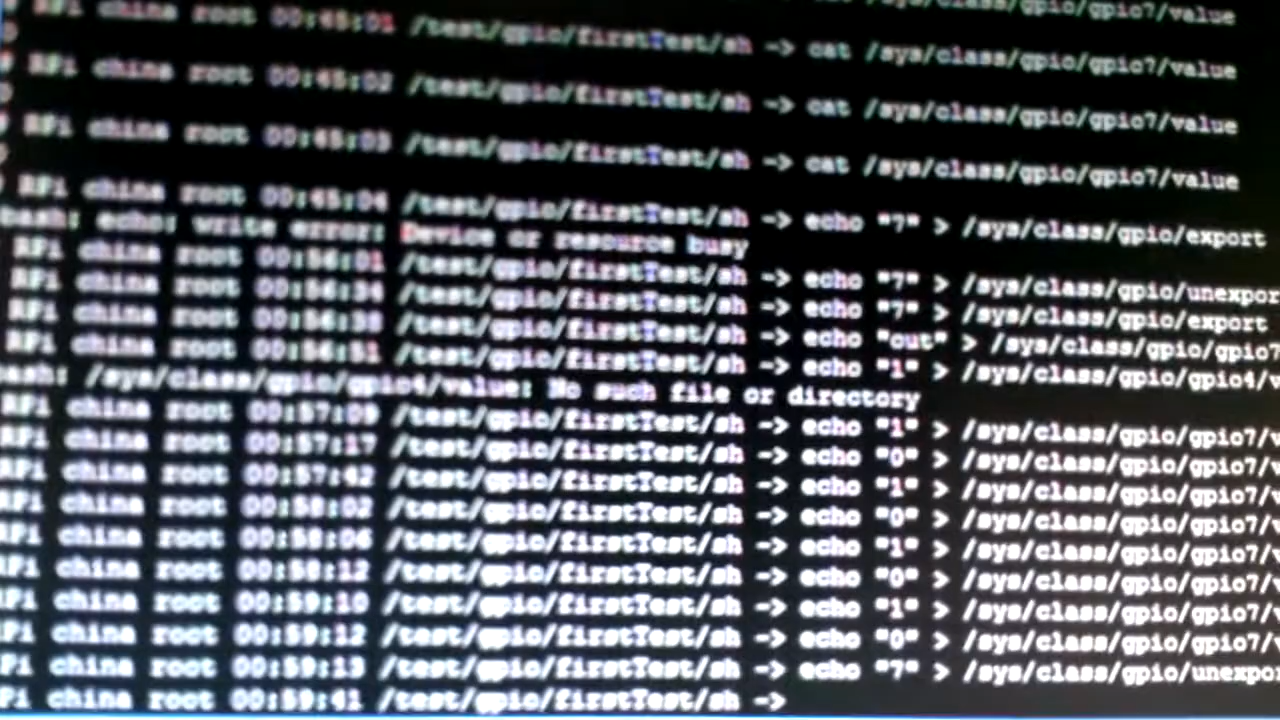 /sys/class/gpio/gpio7/value
RPi china root 00:45:01 /test/gpio/firstTest/sh -> cat /sys/class/gpio/gpio7/value
RPi china root 00:45:02 /test/gpio/firstTest/sh -> cat /sys/class/gpio/gpio7/value
RPi china root 00:45:03 /test/gpio/firstTest/sh -> cat /sys/class/gpio/gpio7/value
RPi china root 00:45:04 /test/gpio/firstTest/sh -> echo "7" > /sys/class/gpio/export
bash: echo: write error: Device or resource busy
RPi china root 00:56:01 /test/gpio/firstTest/sh -> echo "7" > /sys/class/gpio/unexpor
RPi china root 00:56:34 /test/gpio/firstTest/sh -> echo "7" > /sys/class/gpio/export
RPi china root 00:56:38 /test/gpio/firstTest/sh -> echo "out" > /sys/class/gpio/gpio7
RPi china root 00:56:51 /test/gpio/firstTest/sh -> echo "1" > /sys/class/gpio/gpio4/v
bash: /sys/class/gpio/gpio4/value: No such file or directory
RPi china root 00:57:09 /test/gpio/firstTest/sh -> echo "1" > /sys/class/gpio/gpio7/v
RPi china root 00:57:17 /test/gpio/firstTest/sh -> echo "0" > /sys/class/gpio/gpio7/v
RPi china root 00:57:42 /test/gpio/firstTest/sh -> echo "1" > /sys/class/gpio/gpio7/v
RPi china root 00:58:02 /test/gpio/firstTest/sh -> echo "0" > /sys/class/gpio/gpio7/v
RPi china root 00:58:06 /test/gpio/firstTest/sh -> echo "1" > /sys/class/gpio/gpio7/v
RPi china root 00:58:12 /test/gpio/firstTest/sh -> echo "0" > /sys/class/gpio/gpio7/v
RPi china root 00:59:10 /test/gpio/firstTest/sh -> echo "1" > /sys/class/gpio/gpio7/v
RPi china root 00:59:12 /test/gpio/firstTest/sh -> echo "0" > /sys/class/gpio/gpio7/v
Pi china root 00:59:13 /test/gpio/firstTest/sh -> echo "7" > /sys/class/gpio/unexpor
Pi china root 00:59:41 /test/gpio/firstTest/sh ->